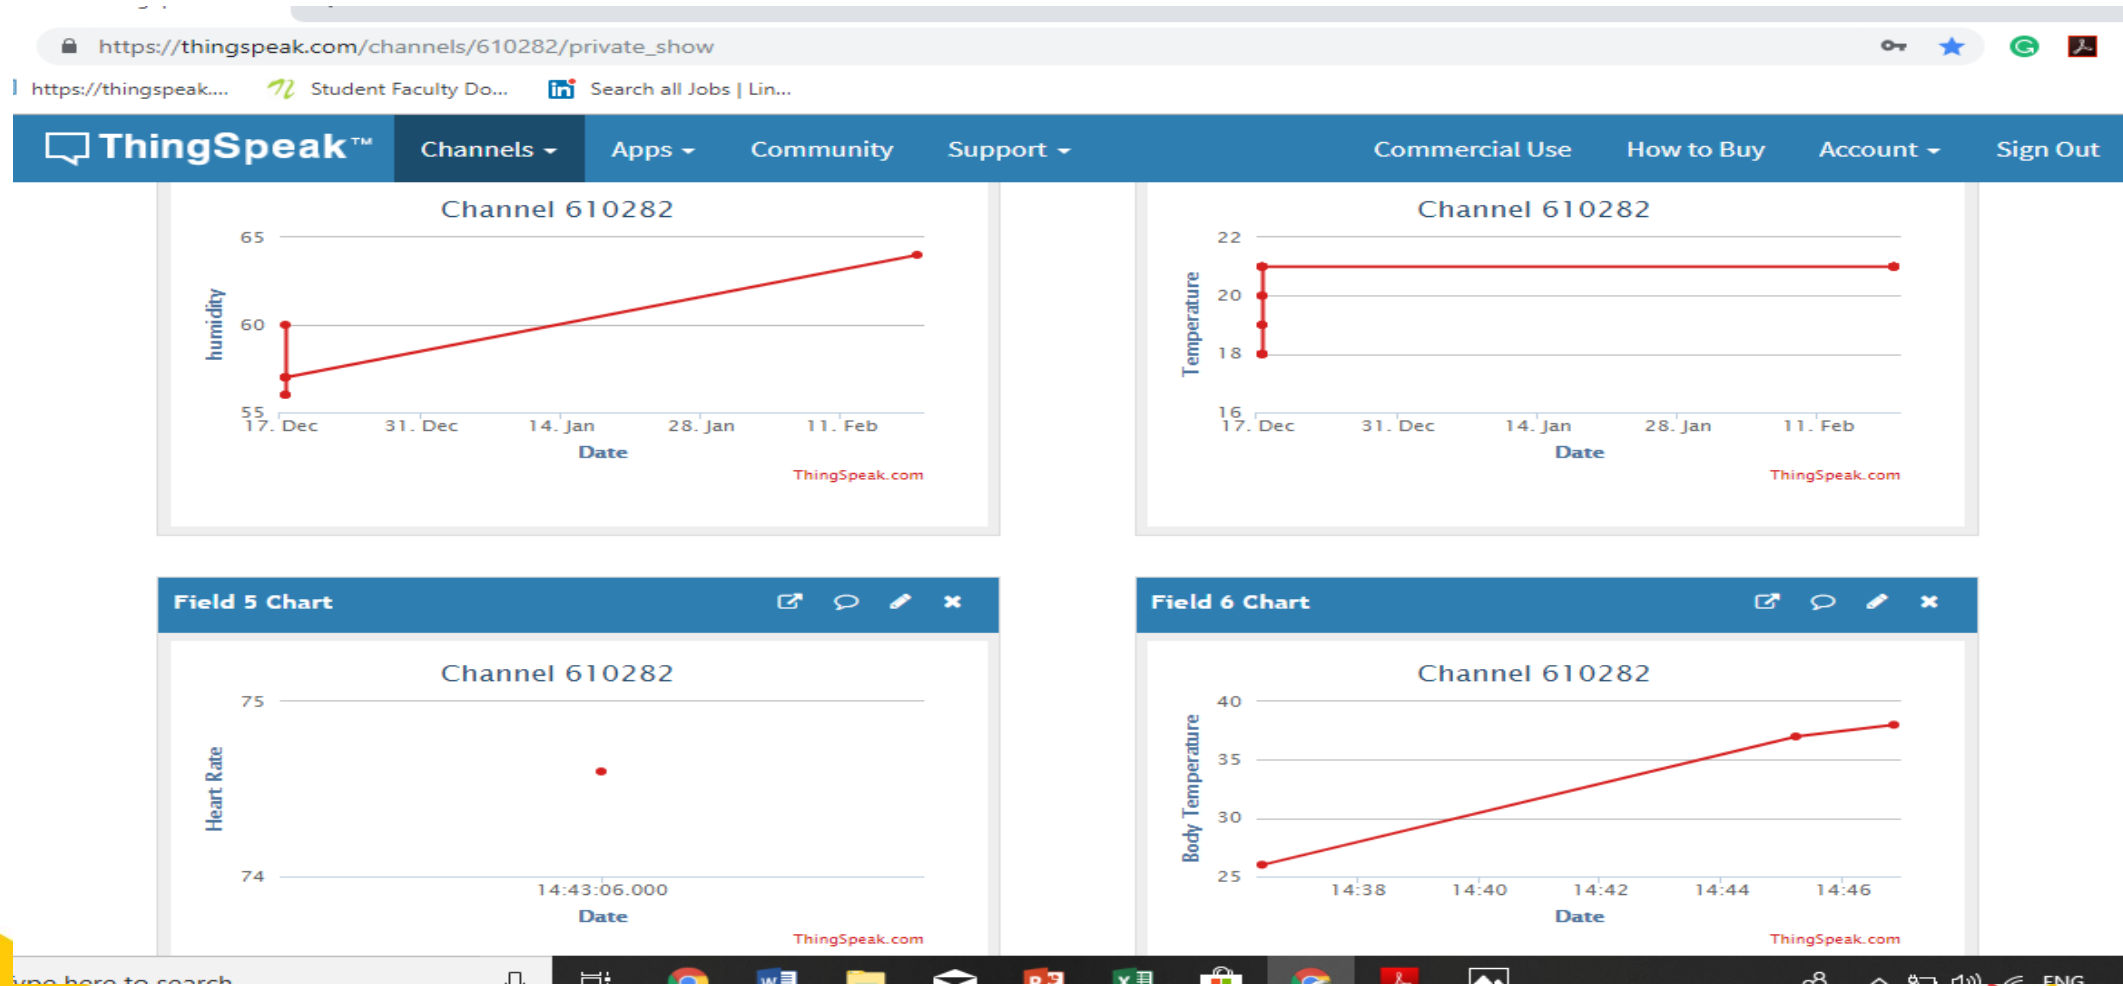 https://thingspeak.com/channels/610282/private_show
https://thingspeak.... Student Faculty Do... Search all Jobs | Lin...
ThingSpeak™ Channels Apps Community Support Commercial Use How to Buy Account Sign Out
Channel 610282
65
60
55
humidity
17. Dec 31. Dec 14. Jan 28. Jan 11. Feb
Date
ThingSpeak.com
Channel 610282
22
20
18
16
Temperature
17. Dec 31. Dec 14. Jan 28. Jan 11. Feb
Date
ThingSpeak.com
Field 5 Chart
Channel 610282
75
74
Heart Rate
14:43:06.000
Date
ThingSpeak.com
Field 6 Chart
Channel 610282
40
35
30
25
Body Temperature
14:38 14:40 14:42 14:44 14:46
Date
ThingSpeak.com
ype here to search ENG